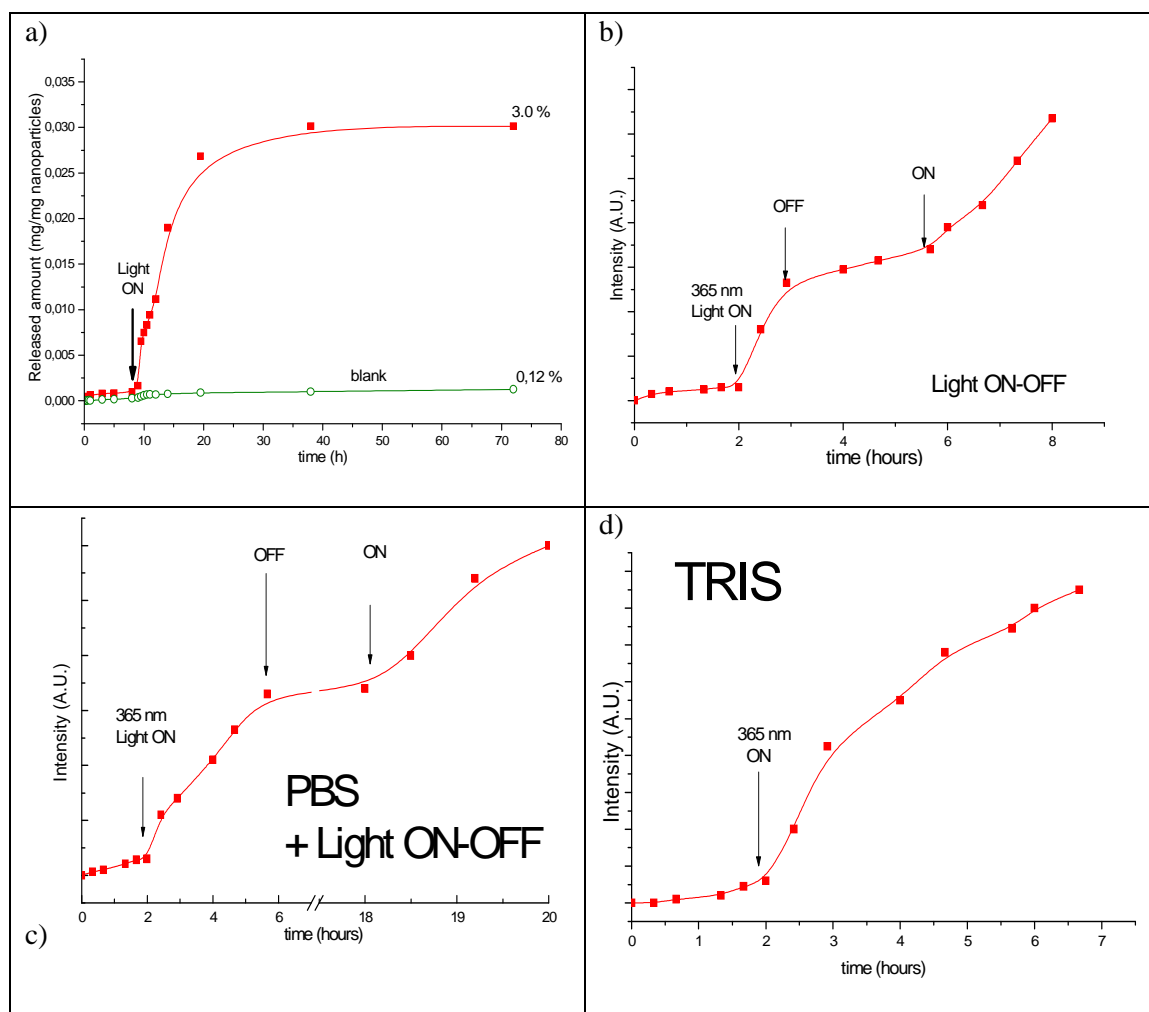 a)
0,035
0,030
0,025
0,020
0,015
0,010
0,005
0,000
Released amount (mg/mg nanoparticles)
3.0 %
Light
ON
blank
0,12 %
0 10 20 30 40 50 60 70 80
time (h)
b)
Intensity (A.U.)
365 nm
Light ON
OFF
ON
Light ON-OFF
0 2 4 6 8
time (hours)
Intensity (A.U.)
365 nm
Light ON
OFF
ON
PBS
+ Light ON-OFF
0 2 4 6 18 19 20
time (hours)
c)
d)
TRIS
Intensity (A.U.)
365 nm
ON
0 1 2 3 4 5 6 7
time (hours)